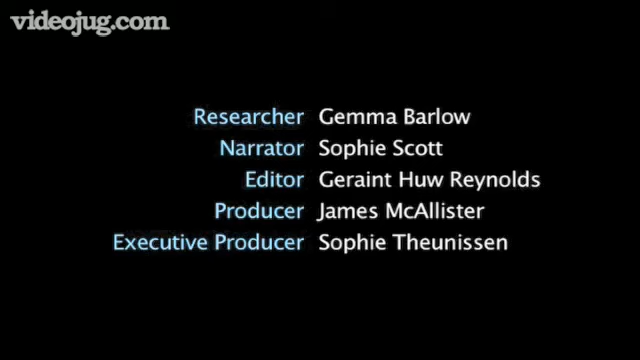 videojug.com
Researcher Gemma Barlow
Narrator Sophie Scott
Editor Geraint Huw Reynolds
Producer James McAllister
Executive Producer Sophie Theunissen